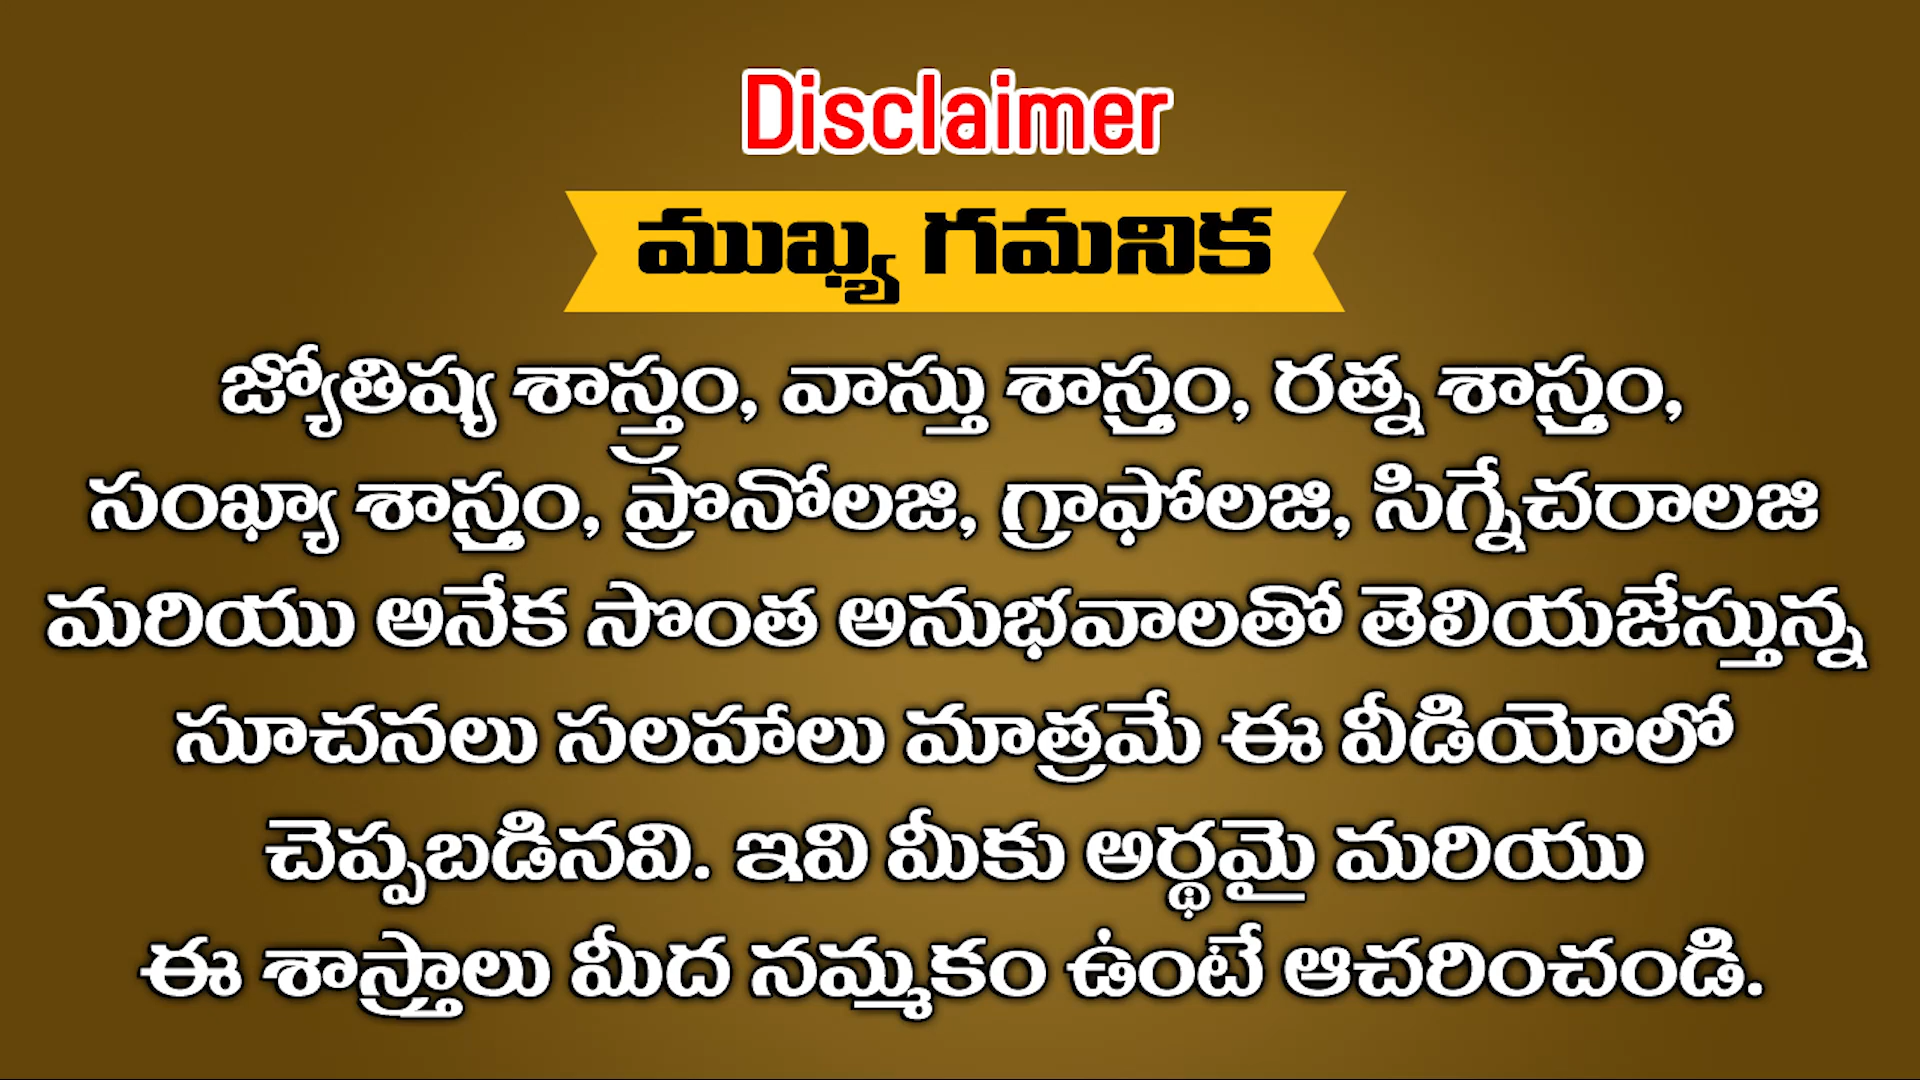 Disclaimer
ముఖ్య గమనిక
జ్యోతిష్య శాస్త్రం, వాస్తు శాస్త్రం, రత్న శాస్త్రం,
సంఖ్యా శాస్త్రం, ప్రొనోలజి, గ్రాఫోలజి, సిగ్నేచరాలజి
మరియు అనేక సొంత అనుభవాలతో తెలియజేస్తున్న
సూచనలు సలహాలు మాత్రమే ఈ వీడియోలో
చెప్పబడినవి. ఇవి మీకు అర్థమై మరియు
ఈ శాస్త్రాలు మీద నమ్మకం ఉంటే ఆచరించండి.